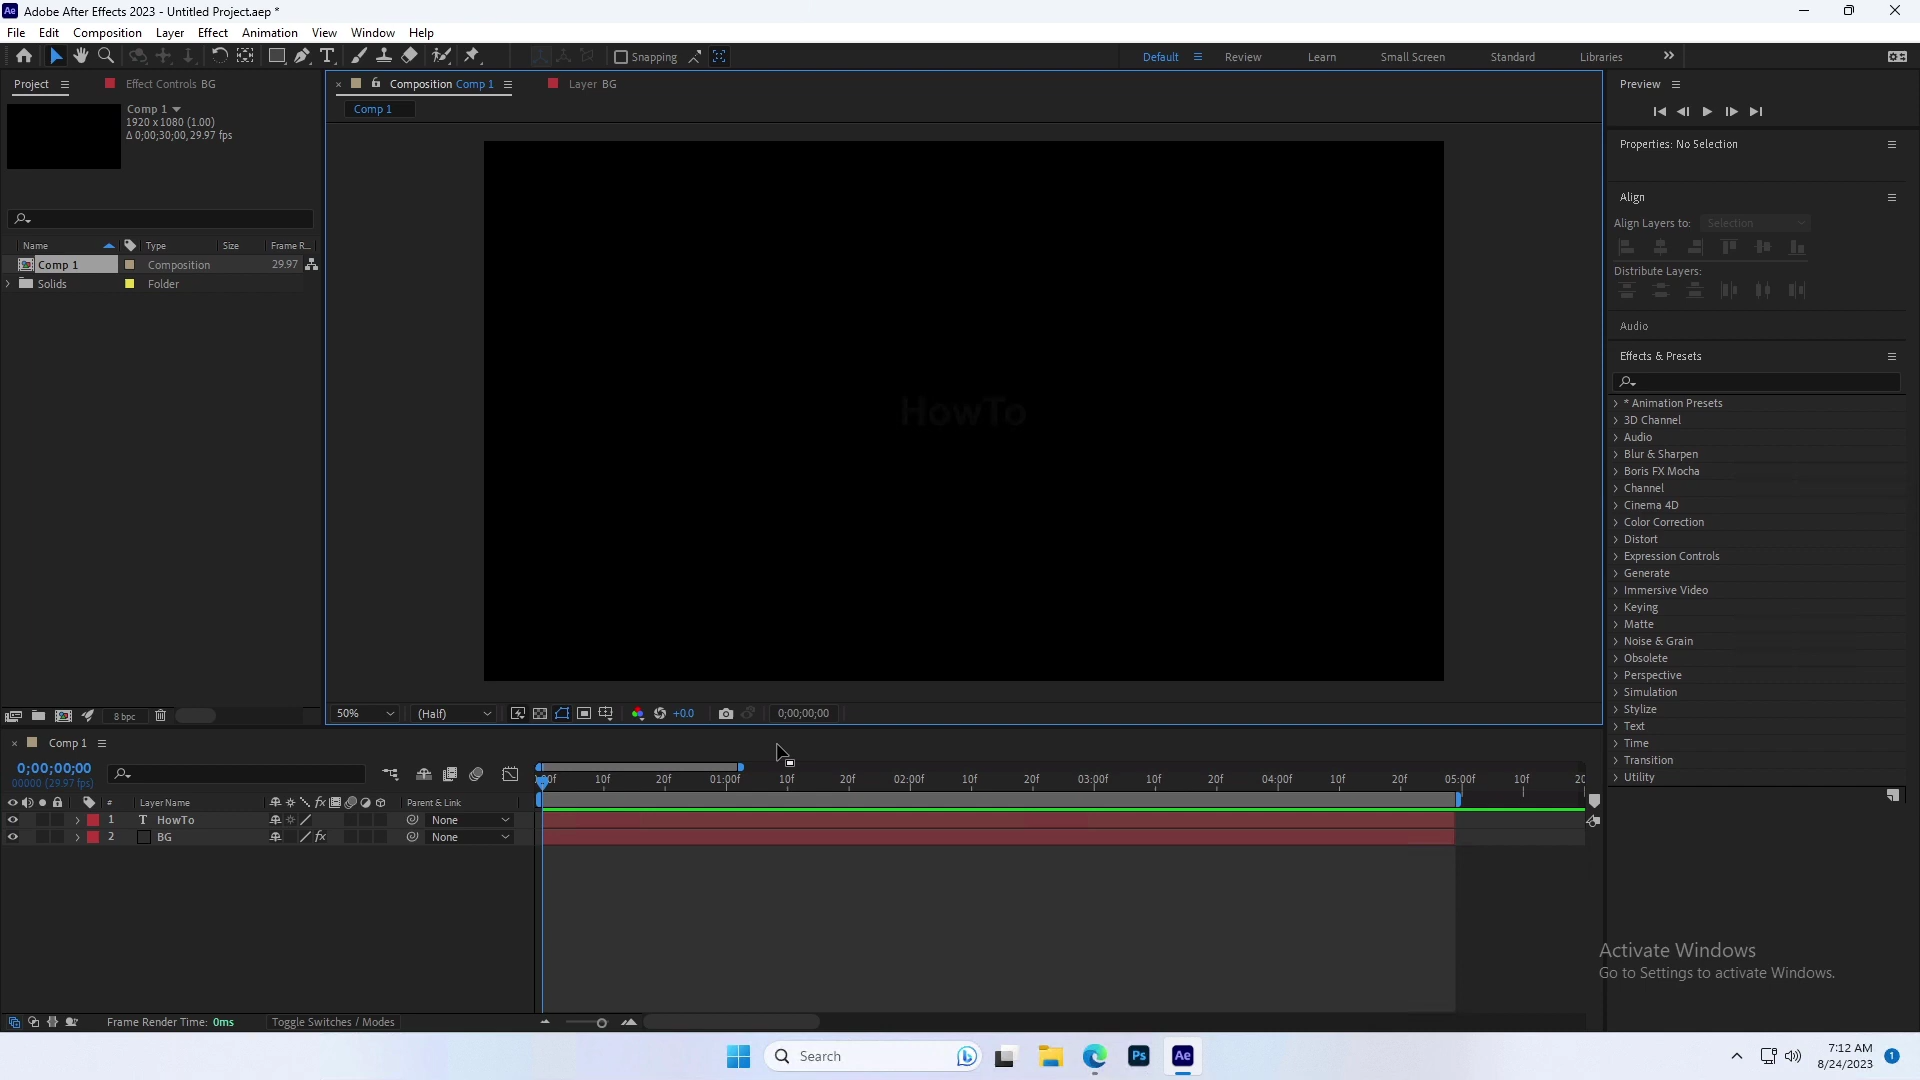 Adobe After Effects 2023 - Untitled Project.aep *
File Edit Composition Layer Effect Animation View Window Help
Snapping Default Review Learn Small Screen Standard Libraries
Project Effect Controls BG
Comp 1
1920 x 1080 (1.00)
Δ 0;00;30;00, 29.97 fps
Name Type Size Frame R...
Comp 1 Composition 29.97
Solids Folder
8 bpc
Composition Comp 1 Layer BG
Comp 1
HowTo
50% (Half) +0.0 0;00;00;00
Preview
Properties: No Selection
Align
Align Layers to: Selection
Distribute Layers:
Audio
Effects & Presets
* Animation Presets
3D Channel
Audio
Blur & Sharpen
Boris FX Mocha
Channel
Cinema 4D
Color Correction
Distort
Expression Controls
Generate
Immersive Video
Keying
Matte
Noise & Grain
Obsolete
Perspective
Simulation
Stylize
Text
Time
Transition
Utility
Comp 1
0;00;00;00
00000 (29.97 fps)
10f 20f 01:00f 10f 20f 02:00f 10f 20f 03:00f 10f 20f 04:00f 10f 20f 05:00f 10f
# Layer Name fx Parent & Link
1 T HowTo None
2 BG fx None
Frame Render Time: 0ms Toggle Switches / Modes
Activate Windows
Go to Settings to activate Windows.
Search Ps Ae
7:12 AM
8/24/2023
1